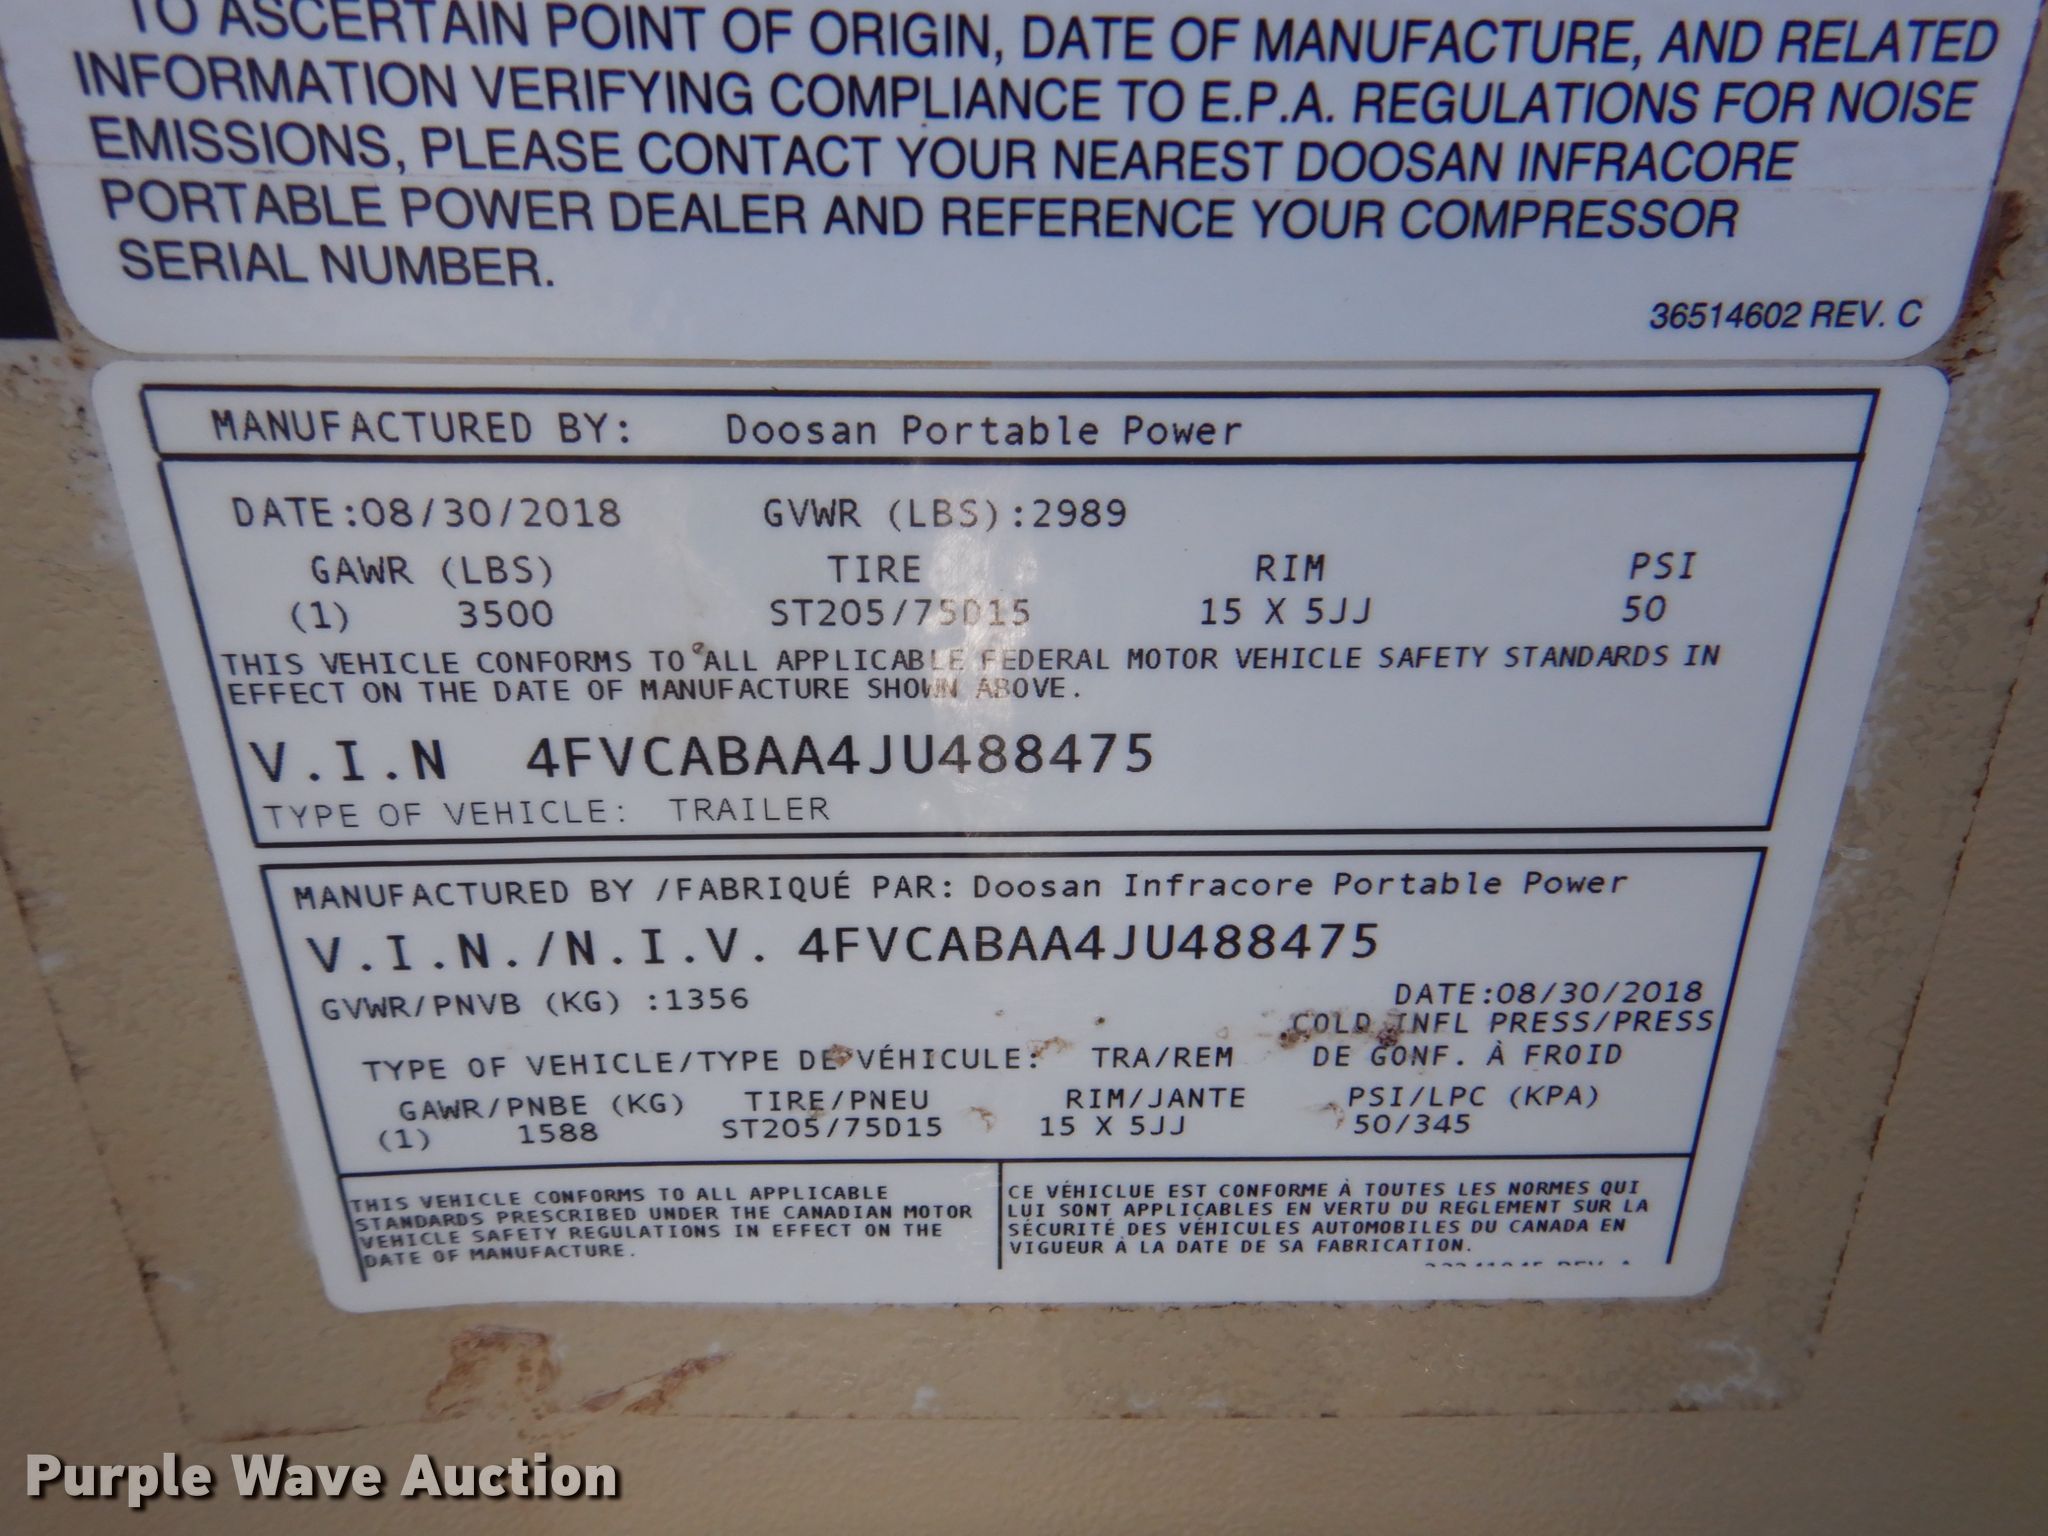 TO ASCERTAIN POINT OF ORIGIN, DATE OF MANUFACTURE, AND RELATED
INFORMATION VERIFYING COMPLIANCE TO E.P.A. REGULATIONS FOR NOISE
EMISSIONS, PLEASE CONTACT YOUR NEAREST DOOSAN INFRACORE
PORTABLE POWER DEALER AND REFERENCE YOUR COMPRESSOR
SERIAL NUMBER.
36514602 REV. C
MANUFACTURED BY: Doosan Portable Power
DATE:08/30/2018 GVWR (LBS):2989
GAWR (LBS) TIRE RIM PSI
(1) 3500 ST205/75D15 15 X 5JJ 50
THIS VEHICLE CONFORMS TO ALL APPLICABLE FEDERAL MOTOR VEHICLE SAFETY STANDARDS IN
EFFECT ON THE DATE OF MANUFACTURE SHOWN ABOVE.
V.I.N 4FVCABAA4JU488475
TYPE OF VEHICLE: TRAILER
MANUFACTURED BY /FABRIQUÉ PAR: Doosan Infracore Portable Power
V.I.N./N.I.V. 4FVCABAA4JU488475
GVWR/PNVB (KG) :1356 DATE:08/30/2018
COLD INFL PRESS/PRESS
TYPE OF VEHICLE/TYPE DE VÉHICULE: TRA/REM DE GONF. À FROID
GAWR/PNBE (KG) TIRE/PNEU RIM/JANTE PSI/LPC (KPA)
(1) 1588 ST205/75D15 15 X 5JJ 50/345
THIS VEHICLE CONFORMS TO ALL APPLICABLE
STANDARDS PRESCRIBED UNDER THE CANADIAN MOTOR
VEHICLE SAFETY REGULATIONS IN EFFECT ON THE
DATE OF MANUFACTURE.
CE VÉHICLUE EST CONFORME À TOUTES LES NORMES QUI
LUI SONT APPLICABLES EN VERTU DU REGLEMENT SUR LA
SÉCURITÉ DES VÉHICULES AUTOMOBILES DU CANADA EN
VIGUEUR À LA DATE DE SA FABRICATION.
Purple Wave Auction